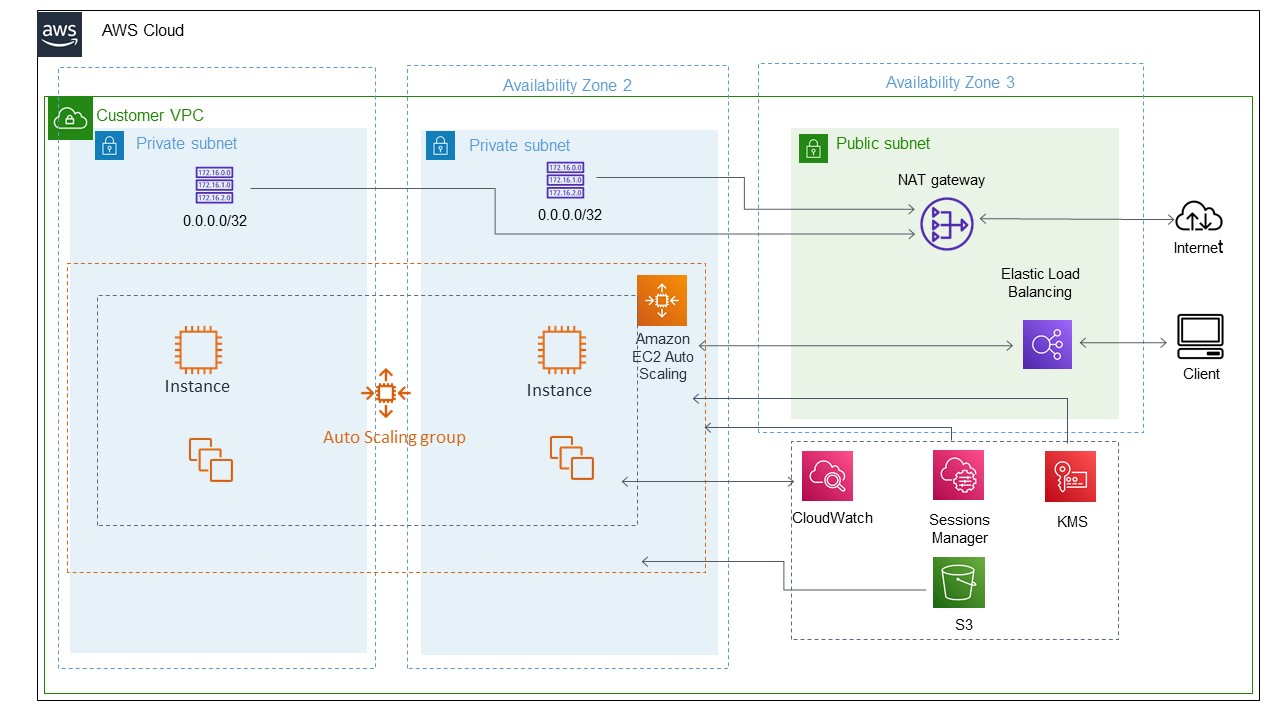 aws
AWS Cloud
Availability Zone 2
Availability Zone 3
Customer VPC
Private subnet
Private subnet
Public subnet
172.16.0.0
172.16.1.0
172.16.2.0
0.0.0.0/32
172.16.0.0
172.16.1.0
172.16.2.0
0.0.0.0/32
NAT gateway
Internet
Elastic Load
Balancing
Amazon
EC2 Auto
Scaling
Instance
Instance
Client
Auto Scaling group
CloudWatch
Sessions
Manager
KMS
S3